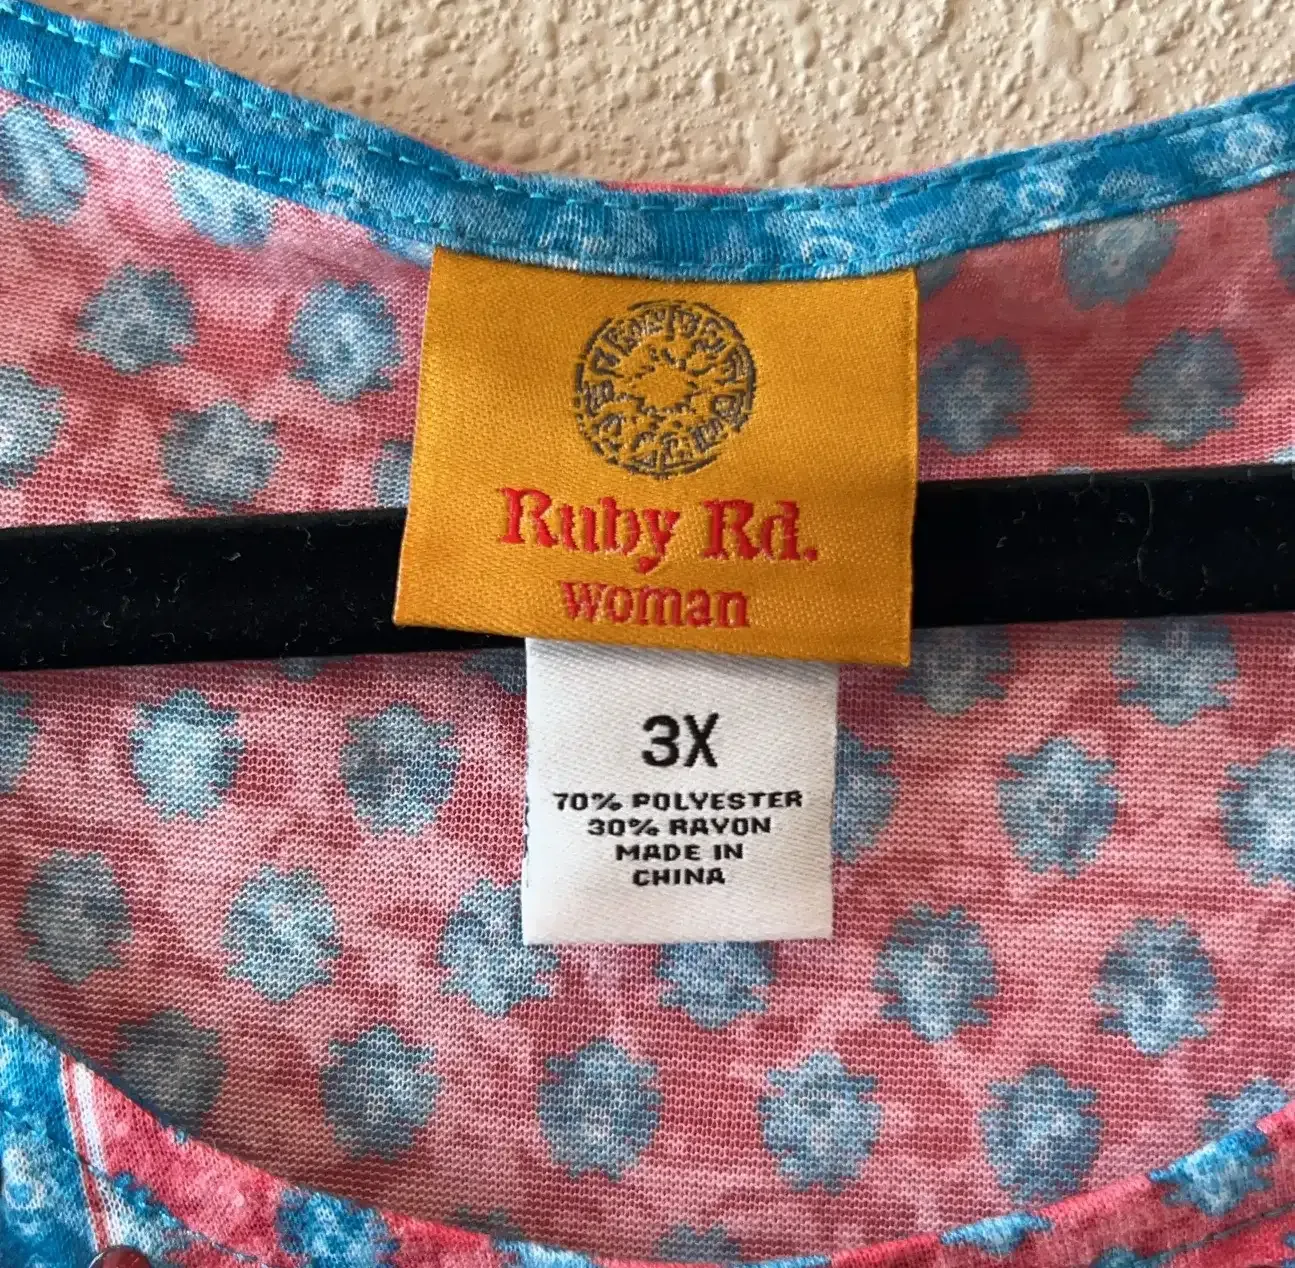 Ruby Rd.
woman
3X
70% POLYESTER
30% RAYON
MADE IN
CHINA